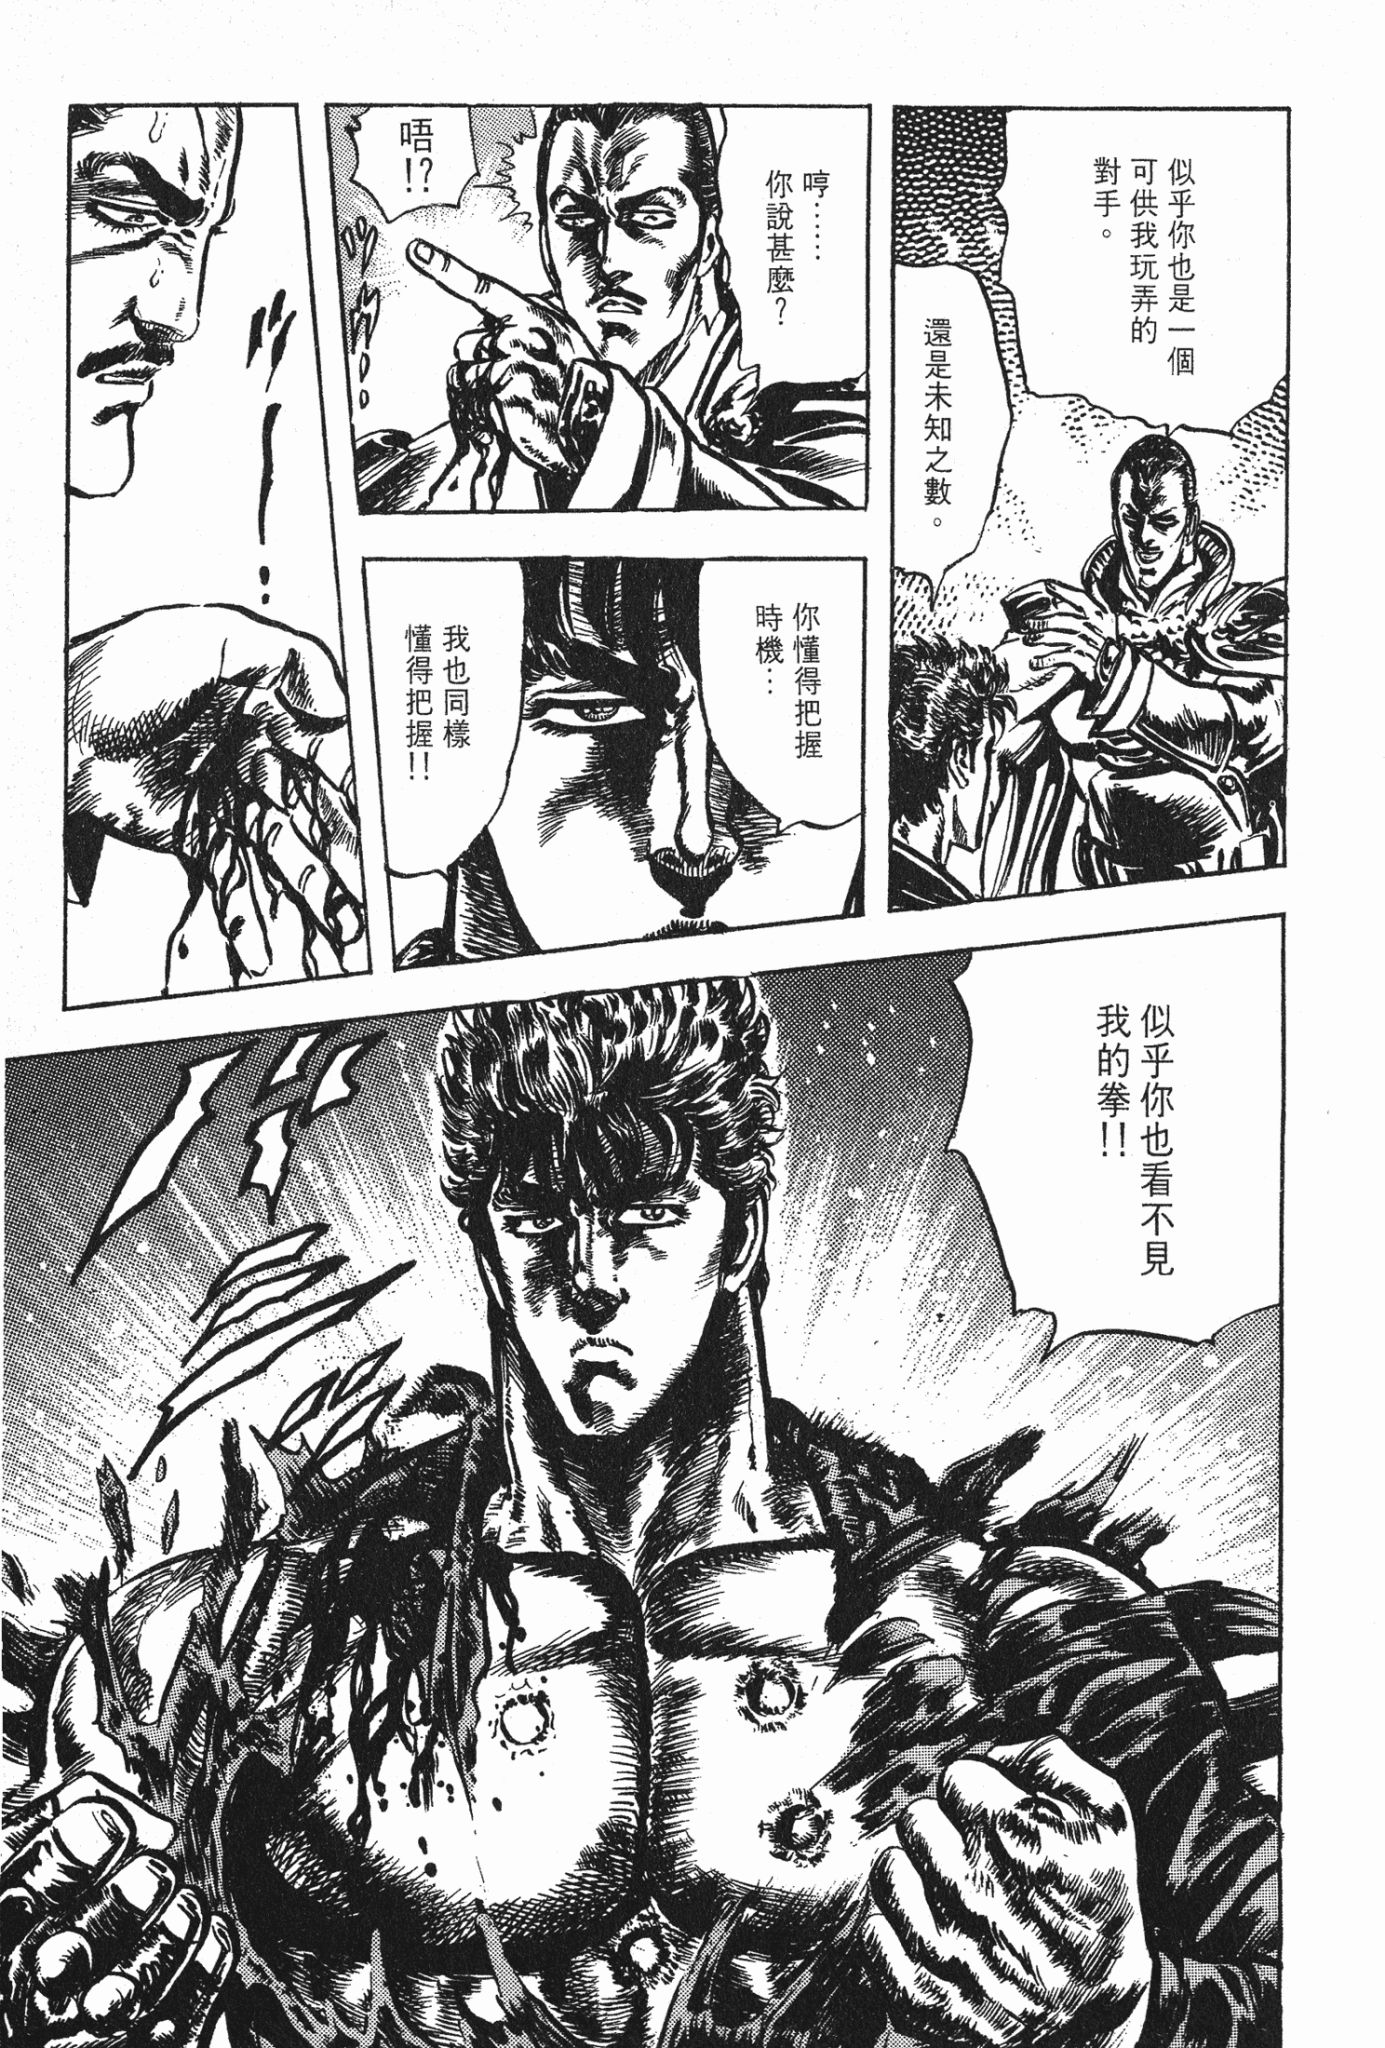 似乎你也是一個
可供我玩弄的
對手。
還是未知之數。
哼……
你說甚麼？
唔!?
你懂得把握
時機…
我也同樣
懂得把握!!
似乎你也看不見
我的拳!!